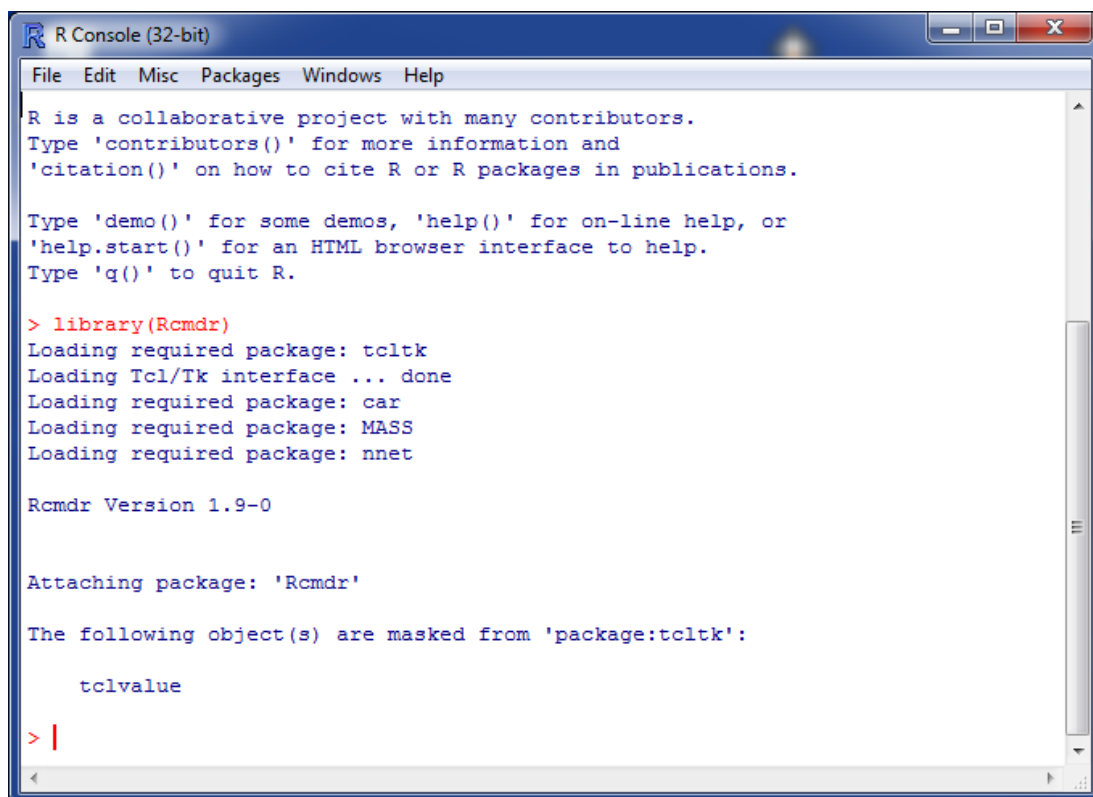 R Console (32-bit)
File Edit Misc Packages Windows Help
R is a collaborative project with many contributors.
Type 'contributors()' for more information and
'citation()' on how to cite R or R packages in publications.
Type 'demo()' for some demos, 'help()' for on-line help, or
'help.start()' for an HTML browser interface to help.
Type 'q()' to quit R.
> library(Rcmdr)
Loading required package: tcltk
Loading Tcl/Tk interface ... done
Loading required package: car
Loading required package: MASS
Loading required package: nnet
Rcmdr Version 1.9-0
Attaching package: 'Rcmdr'
The following object(s) are masked from 'package:tcltk':
tclvalue
>